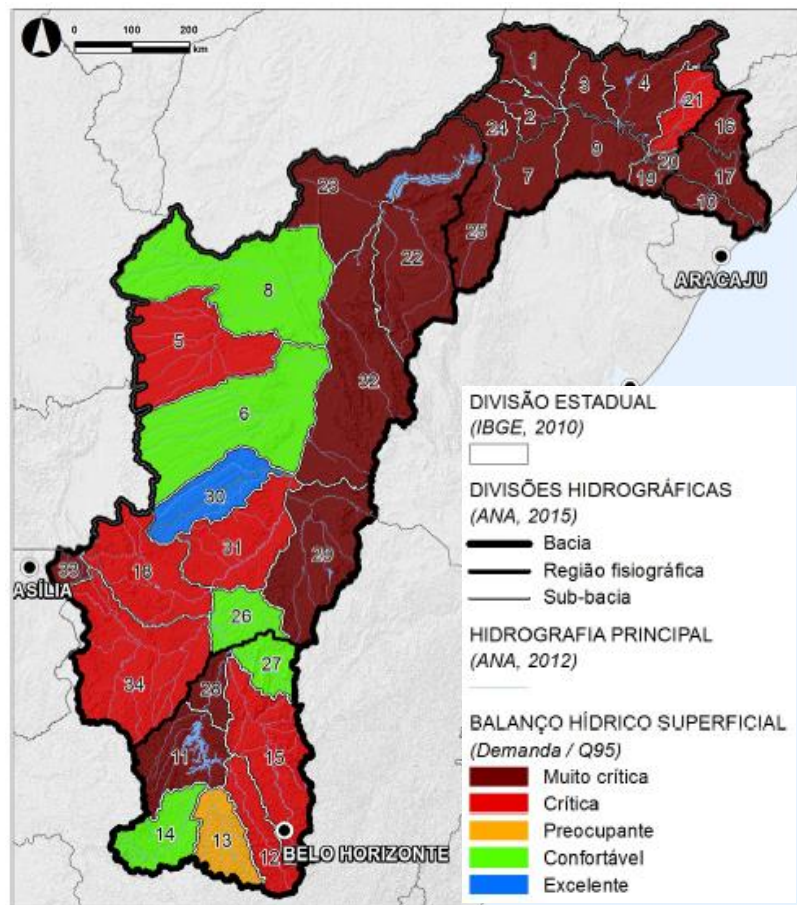 0 100 200
km
1
3
4
21
24
2
16
9
20
7
19
17
10
23
25
22
8
ARACAJU
5
32
6
DIVISÃO ESTADUAL
(IBGE, 2010)
30
DIVISÕES HIDROGRÁFICAS
(ANA, 2015)
31
29
Bacia
33
18
Região fisiográfica
ASÍLIA
Sub-bacia
26
HIDROGRAFIA PRINCIPAL
(ANA, 2012)
27
34
28
BALANÇO HÍDRICO SUPERFICIAL
(Demanda / Q95)
11
15
Muito crítica
Crítica
14
13
Preocupante
BELO HORIZONTE
12
Confortável
Excelente